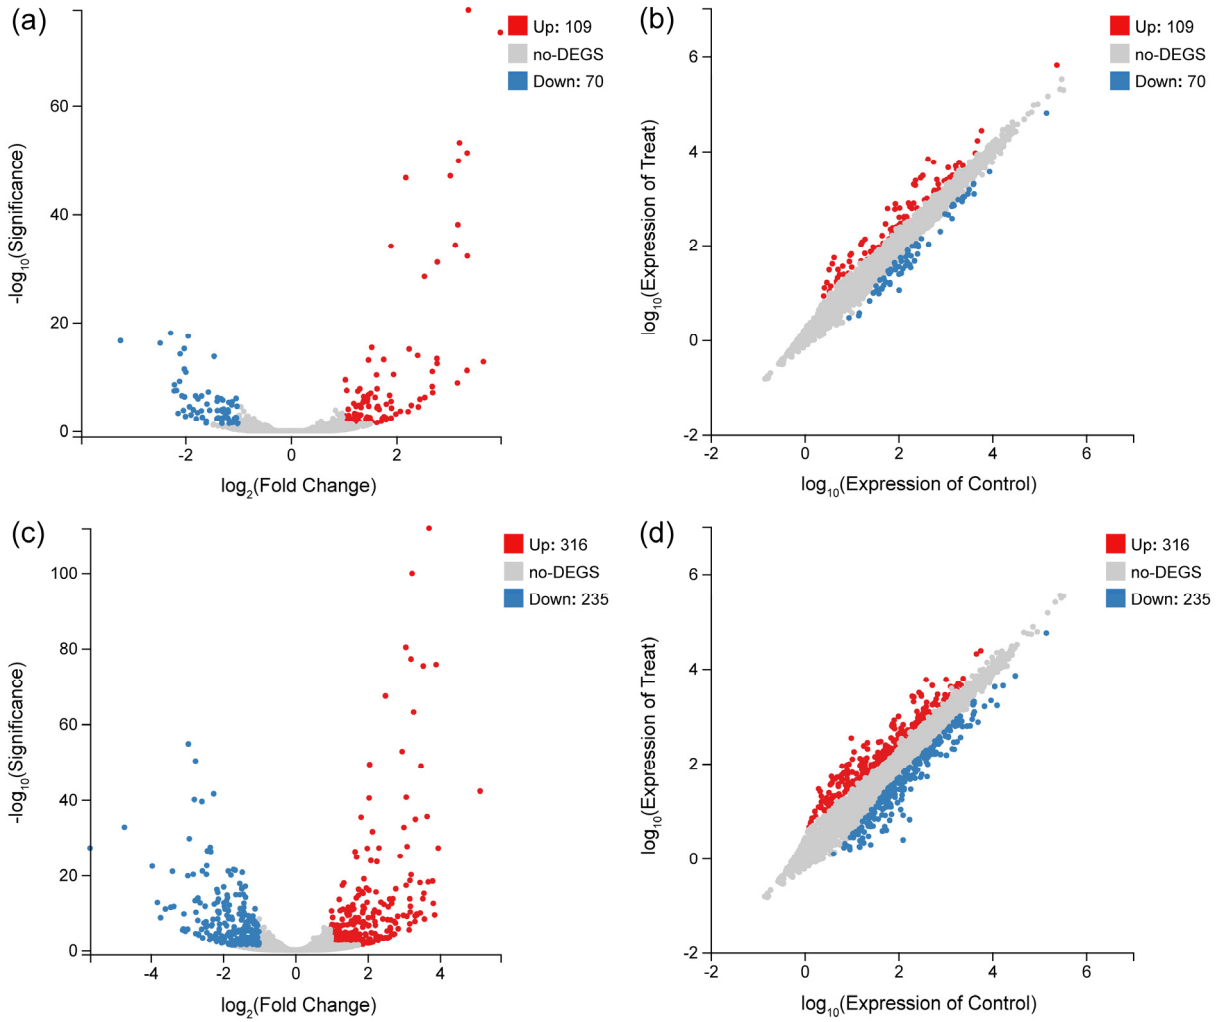 (a)
Up: 109
no-DEGS
Down: 70
60
40
20
0
-2
0
2
-log10(Significance)
log2(Fold Change)
(b)
Up: 109
no-DEGS
Down: 70
6
4
2
0
-2
-2
0
2
4
6
log10(Expression of Treat)
log10(Expression of Control)
(c)
Up: 316
no-DEGS
Down: 235
100
80
60
40
20
0
-4
-2
0
2
4
-log10(Significance)
log2(Fold Change)
(d)
Up: 316
no-DEGS
Down: 235
6
4
2
0
-2
-2
0
2
4
6
log10(Expression of Treat)
log10(Expression of Control)